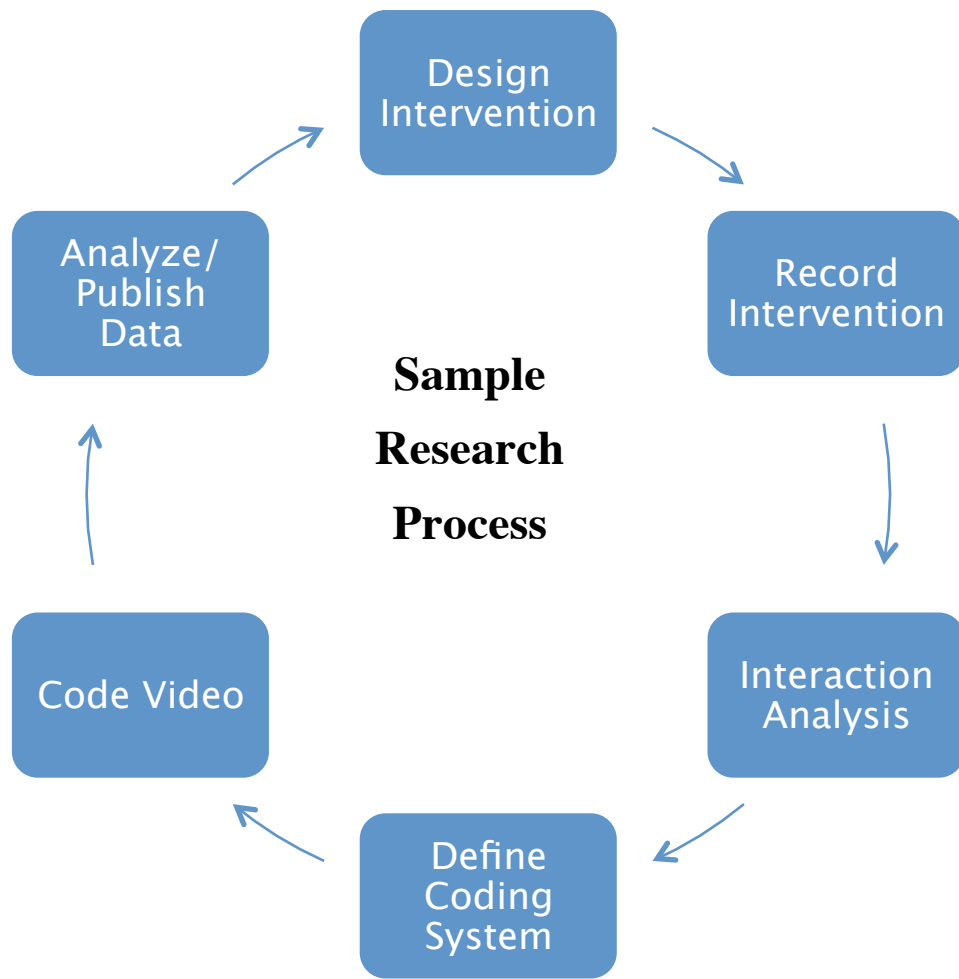 Design
Intervention
Record
Intervention
Interaction
Analysis
Define
Coding
System
Code Video
Analyze/
Publish
Data
Sample
Research
Process